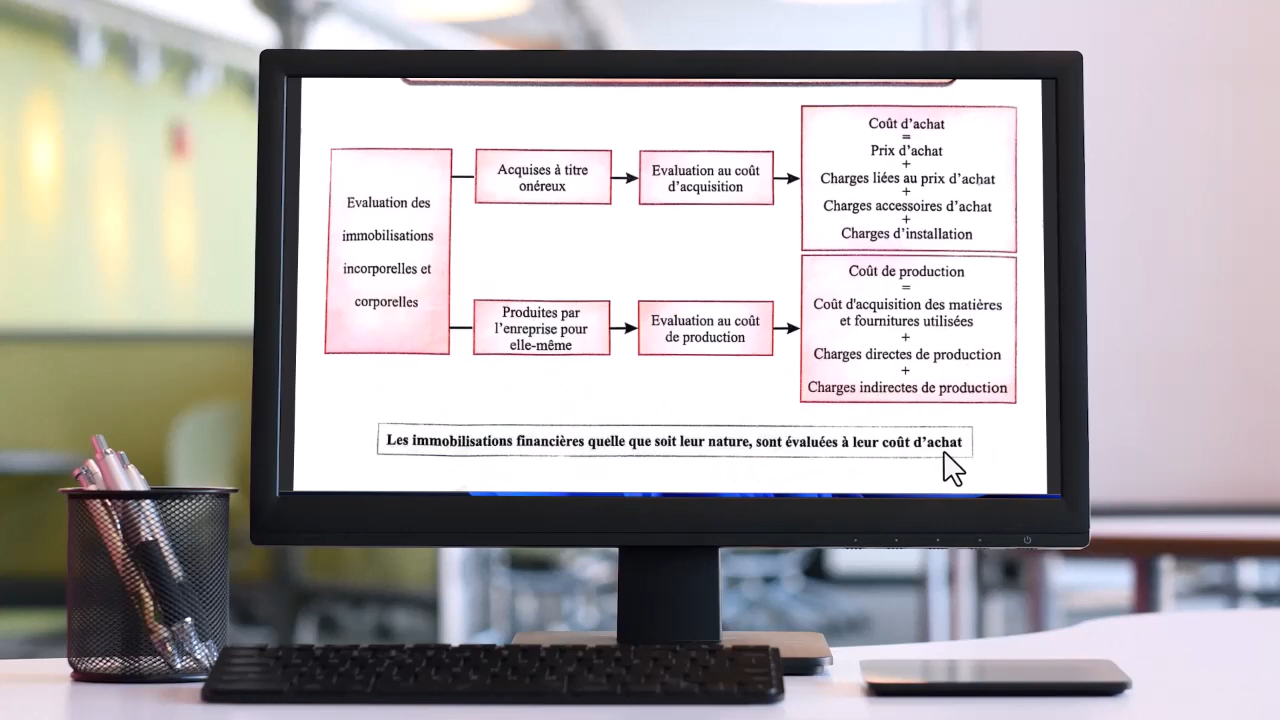 Evaluation des
immobilisations
incorporelles et
corporelles
Acquises à titre
onéreux
Evaluation au coût
d'acquisition
Coût d'achat
=
Prix d'achat
+
Charges liées au prix d'achat
+
Charges accessoires d'achat
+
Charges d'installation
Produites par
l'enreprise pour
elle-même
Evaluation au coût
de production
Coût de production
=
Coût d'acquisition des matières
et fournitures utilisées
+
Charges directes de production
+
Charges indirectes de production
Les immobilisations financières quelle que soit leur nature, sont évaluées à leur coût d'achat